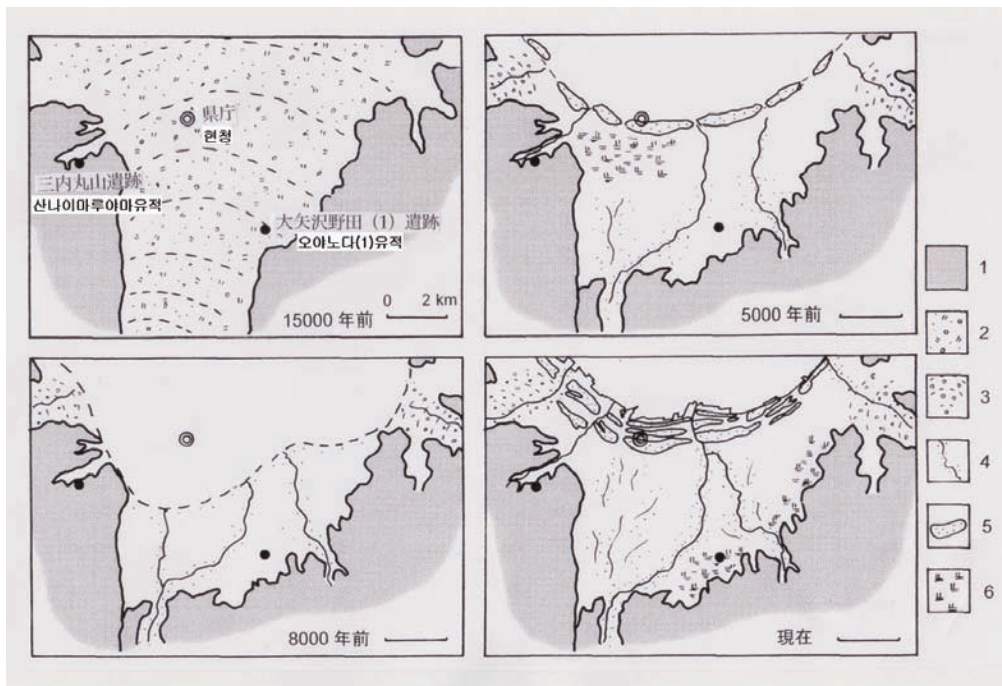 県庁
현청
三内丸山遺跡
산나이마루야마유적
大矢沢野田（1）遺跡
오야노다(1)유적
0 2 km
15000 年前
5000 年前
8000 年前
現在
1
2
3
4
5
6